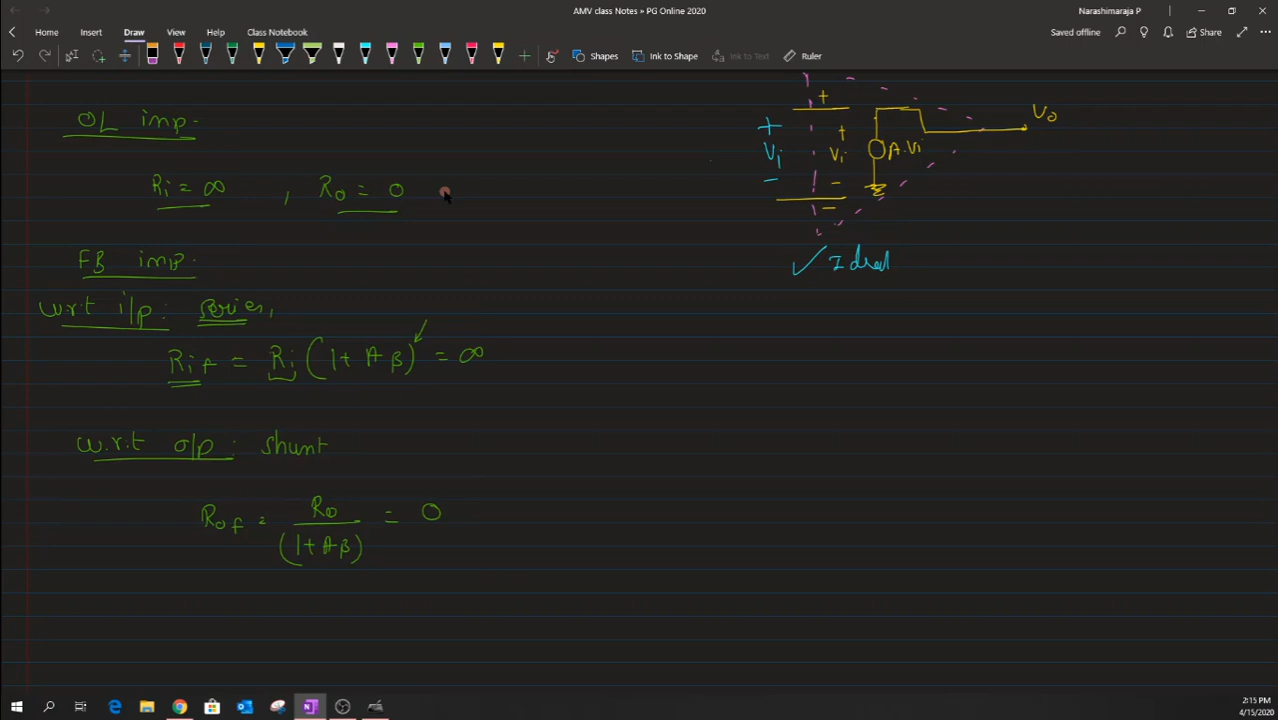 AMV class Notes » PG Online 2020
Narashimaraja P
Home Insert Draw View Help Class Notebook
Saved offline
Share
Shapes
Ink to Shape
Ink to Text
Ruler
OL imp.
Ri = ∞ , Ro = 0
FB imp.
w.r.t i/p: series,
Rif = Ri (1 + Aβ) = ∞
w.r.t o/p: shunt
Rof = Ro / (1 + Aβ) = 0
+
+
+
Vi
Vi
A.Vi
Vo
-
-
-
✓ Ideal
2:15 PM
4/15/2020